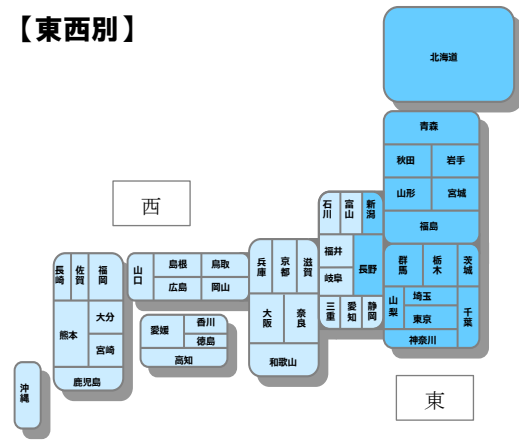 【東西別】
北海道
青森
秋田
岩手
山形
宮城
福島
西
石川
富山
新潟
群馬
栃木
茨城
長崎
佐賀
福岡
山口
島根
鳥取
兵庫
京都
滋賀
福井
長野
広島
岡山
岐阜
山梨
埼玉
千葉
熊本
大分
愛媛
香川
大阪
奈良
三重
愛知
静岡
東京
徳島
宮崎
高知
和歌山
神奈川
鹿児島
沖縄
東